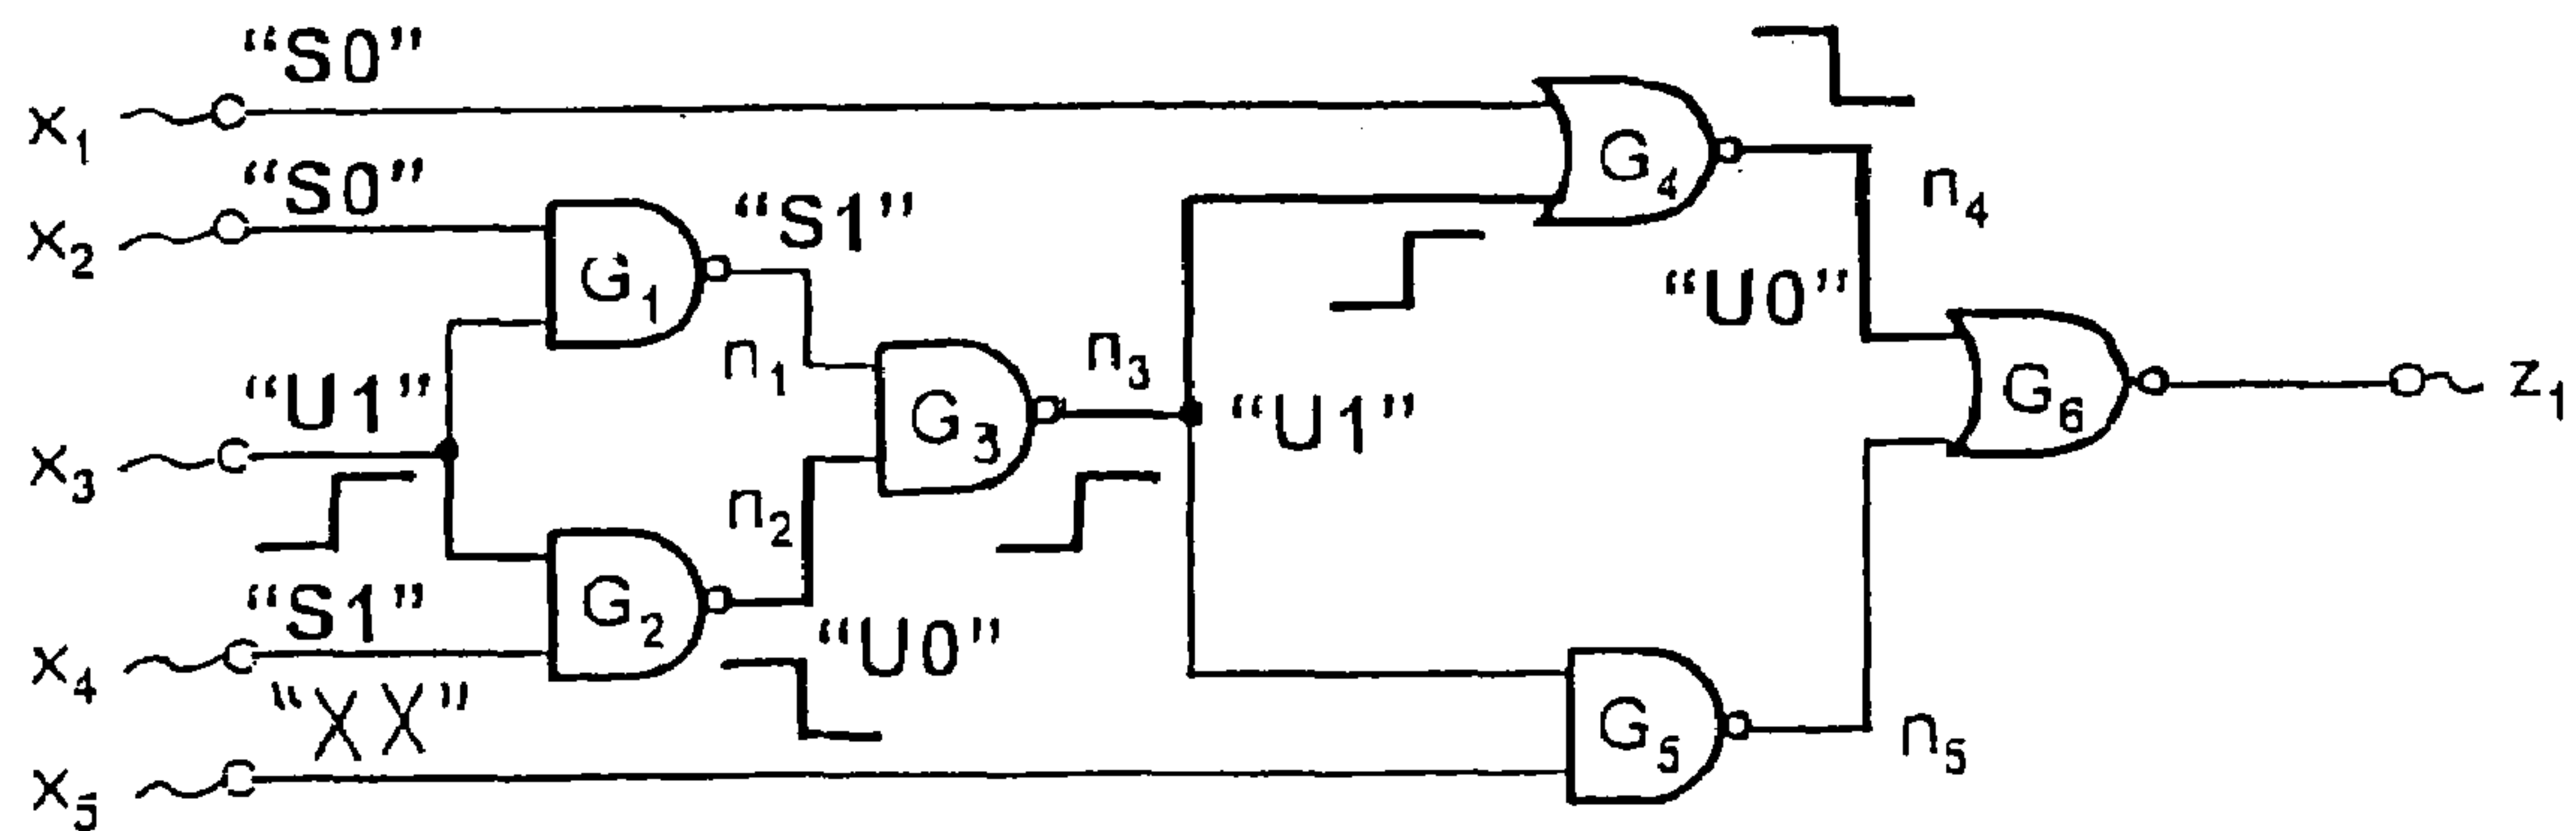 “S0”
x₁
“S0”
x₂
“U1”
x₃
“S1”
x₄
“XX”
x₅
G₁
“S1”
n₁
G₂
“U0”
n₂
G₃
n₃
“U1”
G₄
n₄
“U0”
G₅
n₅
G₆
z₁